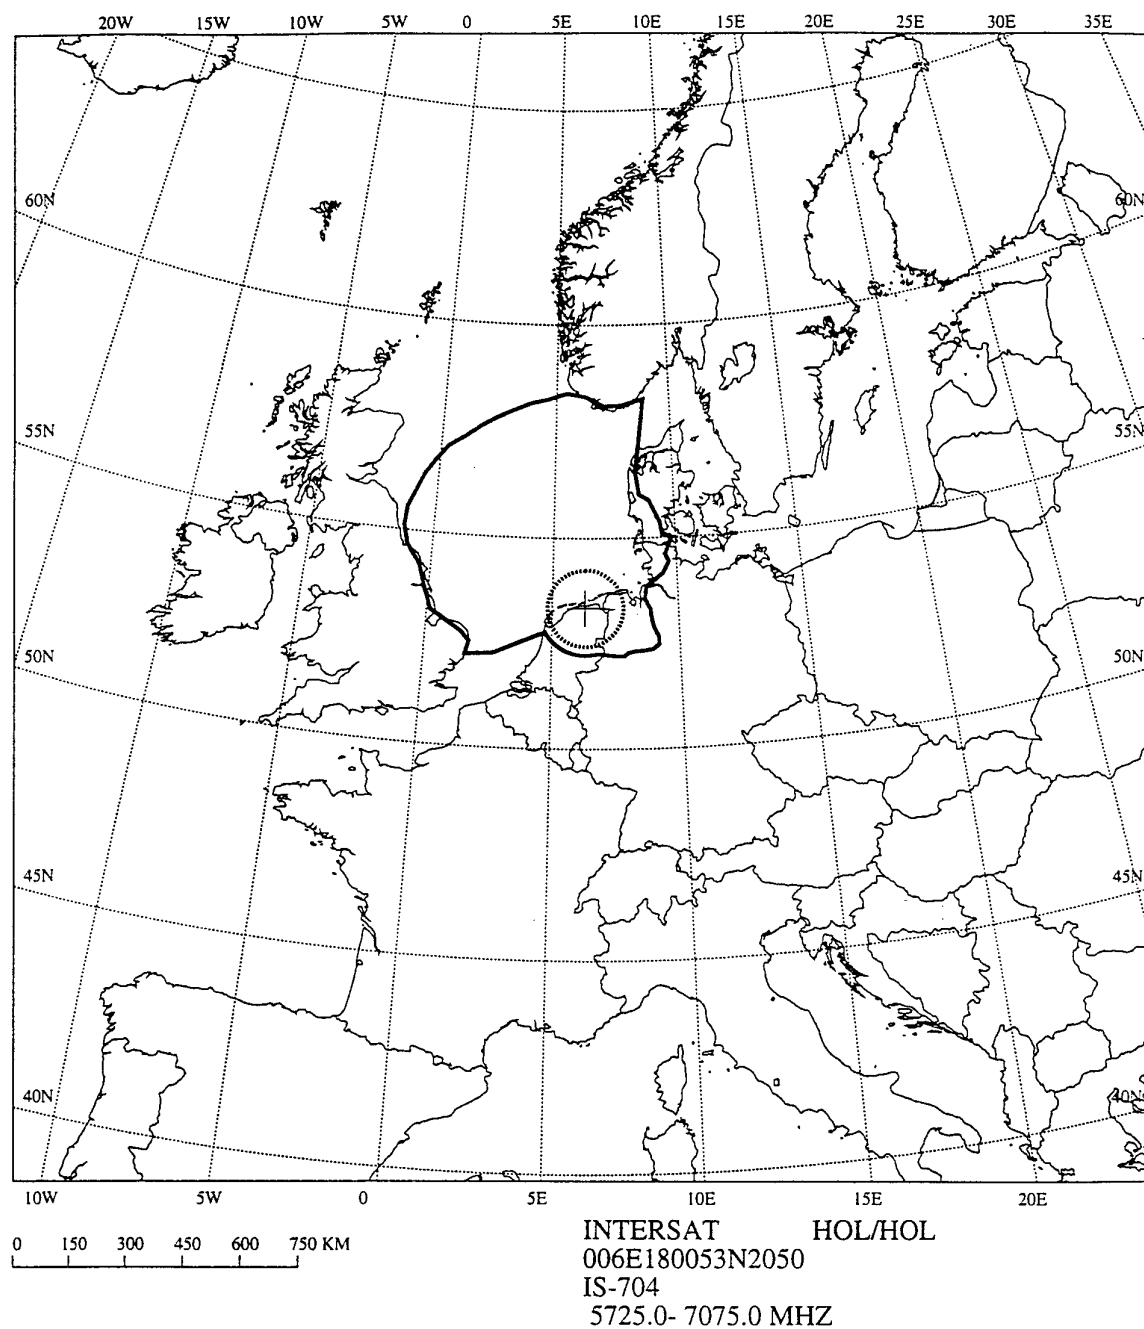 20W 15W 10W 5W 0 5E 10E 15E 20E 25E 30E 35E
60N 60N
55N 55N
50N 50N
45N 45N
40N 40N
10W 5W 0 5E 10E 15E 20E
0 150 300 450 600 750 KM
INTERSAT HOL/HOL
006E180053N2050
IS-704
5725.0- 7075.0 MHZ